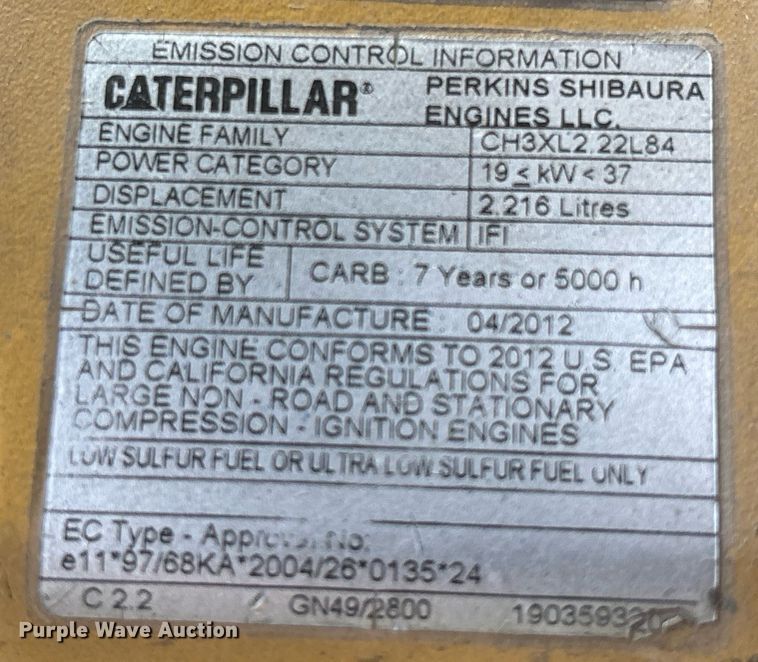 EMISSION CONTROL INFORMATION
CATERPILLAR® PERKINS SHIBAURA
ENGINES LLC.
ENGINE FAMILY CH3XL2.22L84
POWER CATEGORY 19 ≤ kW < 37
DISPLACEMENT 2.216 Litres
EMISSION-CONTROL SYSTEM IFI
USEFUL LIFE
DEFINED BY CARB : 7 Years or 5000 h
DATE OF MANUFACTURE : 04/2012
THIS ENGINE CONFORMS TO 2012 U.S. EPA
AND CALIFORNIA REGULATIONS FOR
LARGE NON - ROAD AND STATIONARY
COMPRESSION - IGNITION ENGINES
LOW SULFUR FUEL OR ULTRA LOW SULFUR FUEL ONLY
EC Type - Approval No:
e11*97/68KA*2004/26*0135*24
C 2.2 GN49/2800
Purple Wave Auction